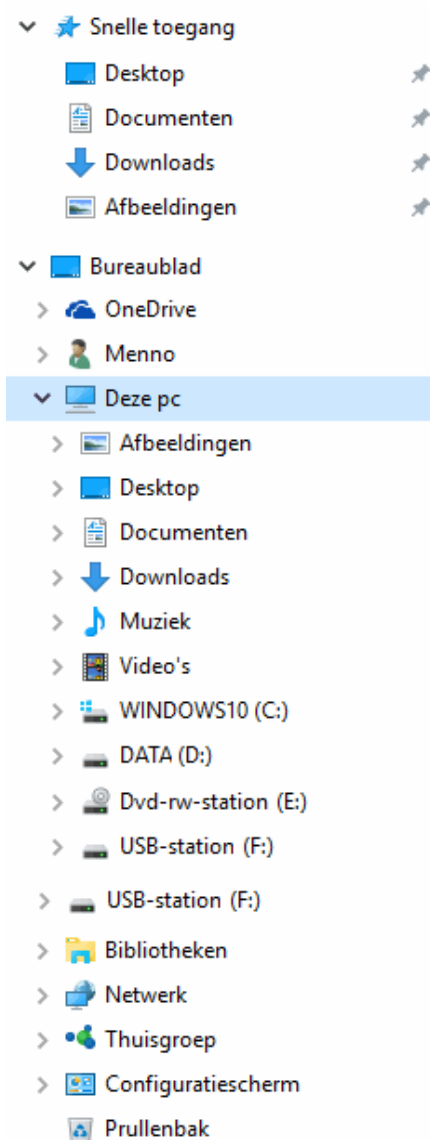 Snelle toegang
Desktop
Documenten
Downloads
Afbeeldingen
Bureaublad
OneDrive
Menno
Deze pc
Afbeeldingen
Desktop
Documenten
Downloads
Muziek
Video's
WINDOWS10 (C:)
DATA (D:)
Dvd-rw-station (E:)
USB-station (F:)
USB-station (F:)
Bibliotheken
Netwerk
Thuisgroep
Configuratiescherm
Prullenbak